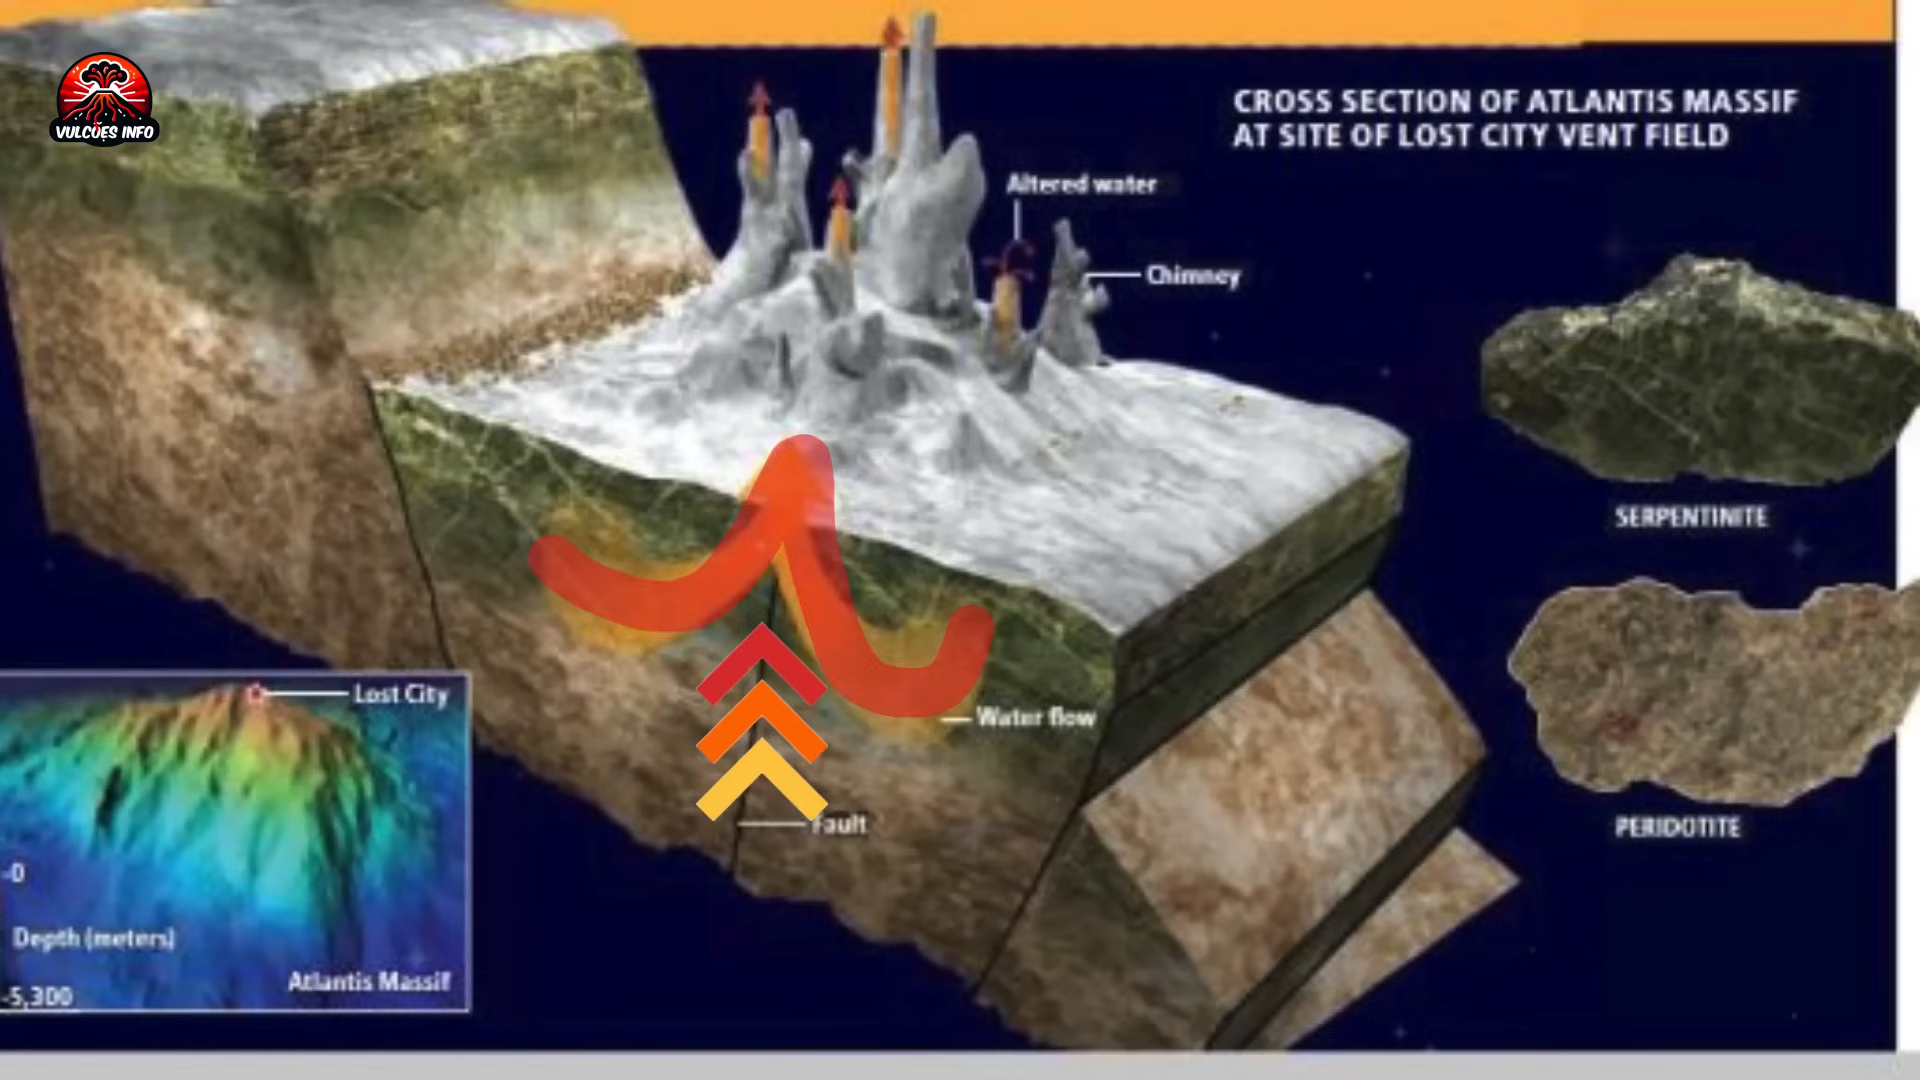 VULCÕES INFO
CROSS SECTION OF ATLANTIS MASSIF
AT SITE OF LOST CITY VENT FIELD
Altered water
Chimney
SERPENTINITE
Lost City
Water flow
Fault
PERIDOTITE
-0
Depth (meters)
Atlantis Massif
-5,300